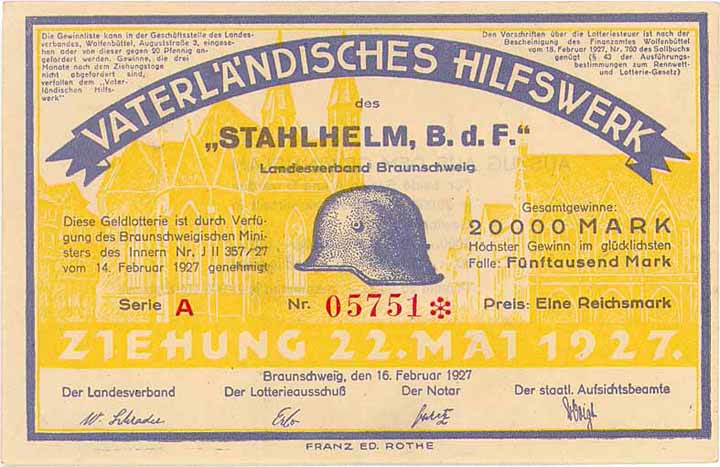 Die Gewinnliste kann in der Geschäftsstelle des Landes-
verbandes, Wolfenbüttel, Auguststraße 3, eingese-
hen oder von dieser gegen 20 Pfennig an-
gefordert werden. Gewinne, die drei
Monate nach dem Ziehungstage
nicht abgefordert sind,
verfallen dem „Vater-
ländischen Hilfs-
werk"
Den Vorschriften über die Lotteriesteuer ist nach der
Bescheinigung des Finanzamtes Wolfenbüttel
vom 18. Februar 1927, Nr. 760 des Sollbuchs
genügt (§ 43 der Ausführungs-
bestimmungen zum Rennwett-
und Lotterie-Gesetz)
VATERLÄNDISCHES HILFSWERK
des
„STAHLHELM, B. d. F."
Landesverband Braunschweig
Diese Geldlotterie ist durch Verfü-
gung des Braunschweigischen Mini-
sters des Innern Nr. J II 357/27
vom 14. Februar 1927 genehmigt
Gesamtgewinne:
20000 MARK
Höchster Gewinn im glücklichsten
Falle: Fünftausend Mark
Serie A Nr. 05751* Preis: Eine Reichsmark
ZIEHUNG 22. MAI 1927.
Braunschweig, den 16. Februar 1927
Der Landesverband Der Lotterieausschuß Der Notar Der staatl. Aufsichtsbeamte
W. Schrader
FRANZ ED. ROTHE